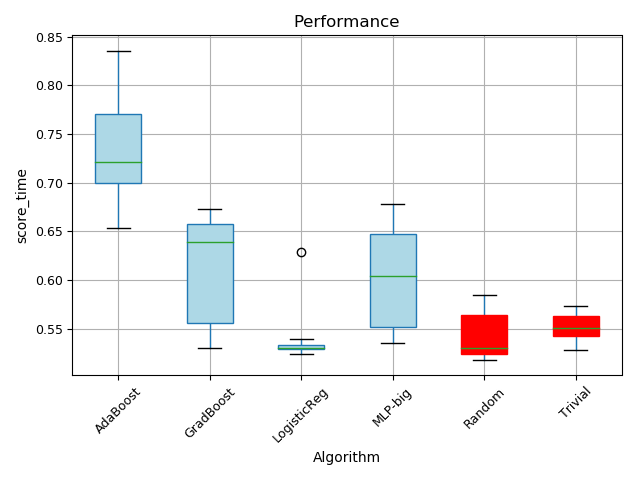 Performance
0.85
0.80
0.75
0.70
0.65
0.60
0.55
score_time
AdaBoost
GradBoost
LogisticReg
MLP-big
Random
Trivial
Algorithm